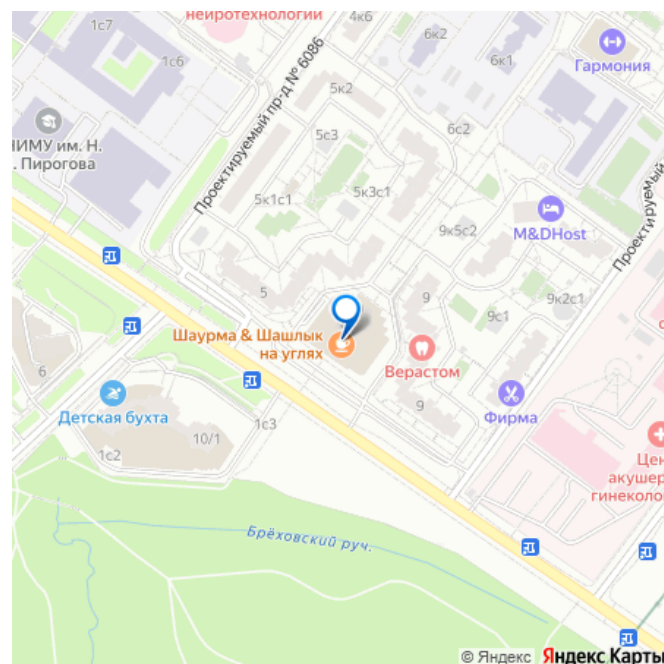 нейротехнологий
4к6
1с7
6к2
1с6
6к1
Гармония
5к2
Проектируемый пр-д № 6086
НИМУ им. Н.
. Пирогова
5с3
6с2
5к1с1
5к3с1
Проектируемый
9к5с2
M&DHost
5
9
9к2с1
9с1
Шаурма & Шашлык
на углях
Верастом
6
Детская бухта
9
Фирма
1с3
10/1
1с2
Цен
акушер
гинеколо
Брёховский руч.
© Яндекс Яндекс Карты